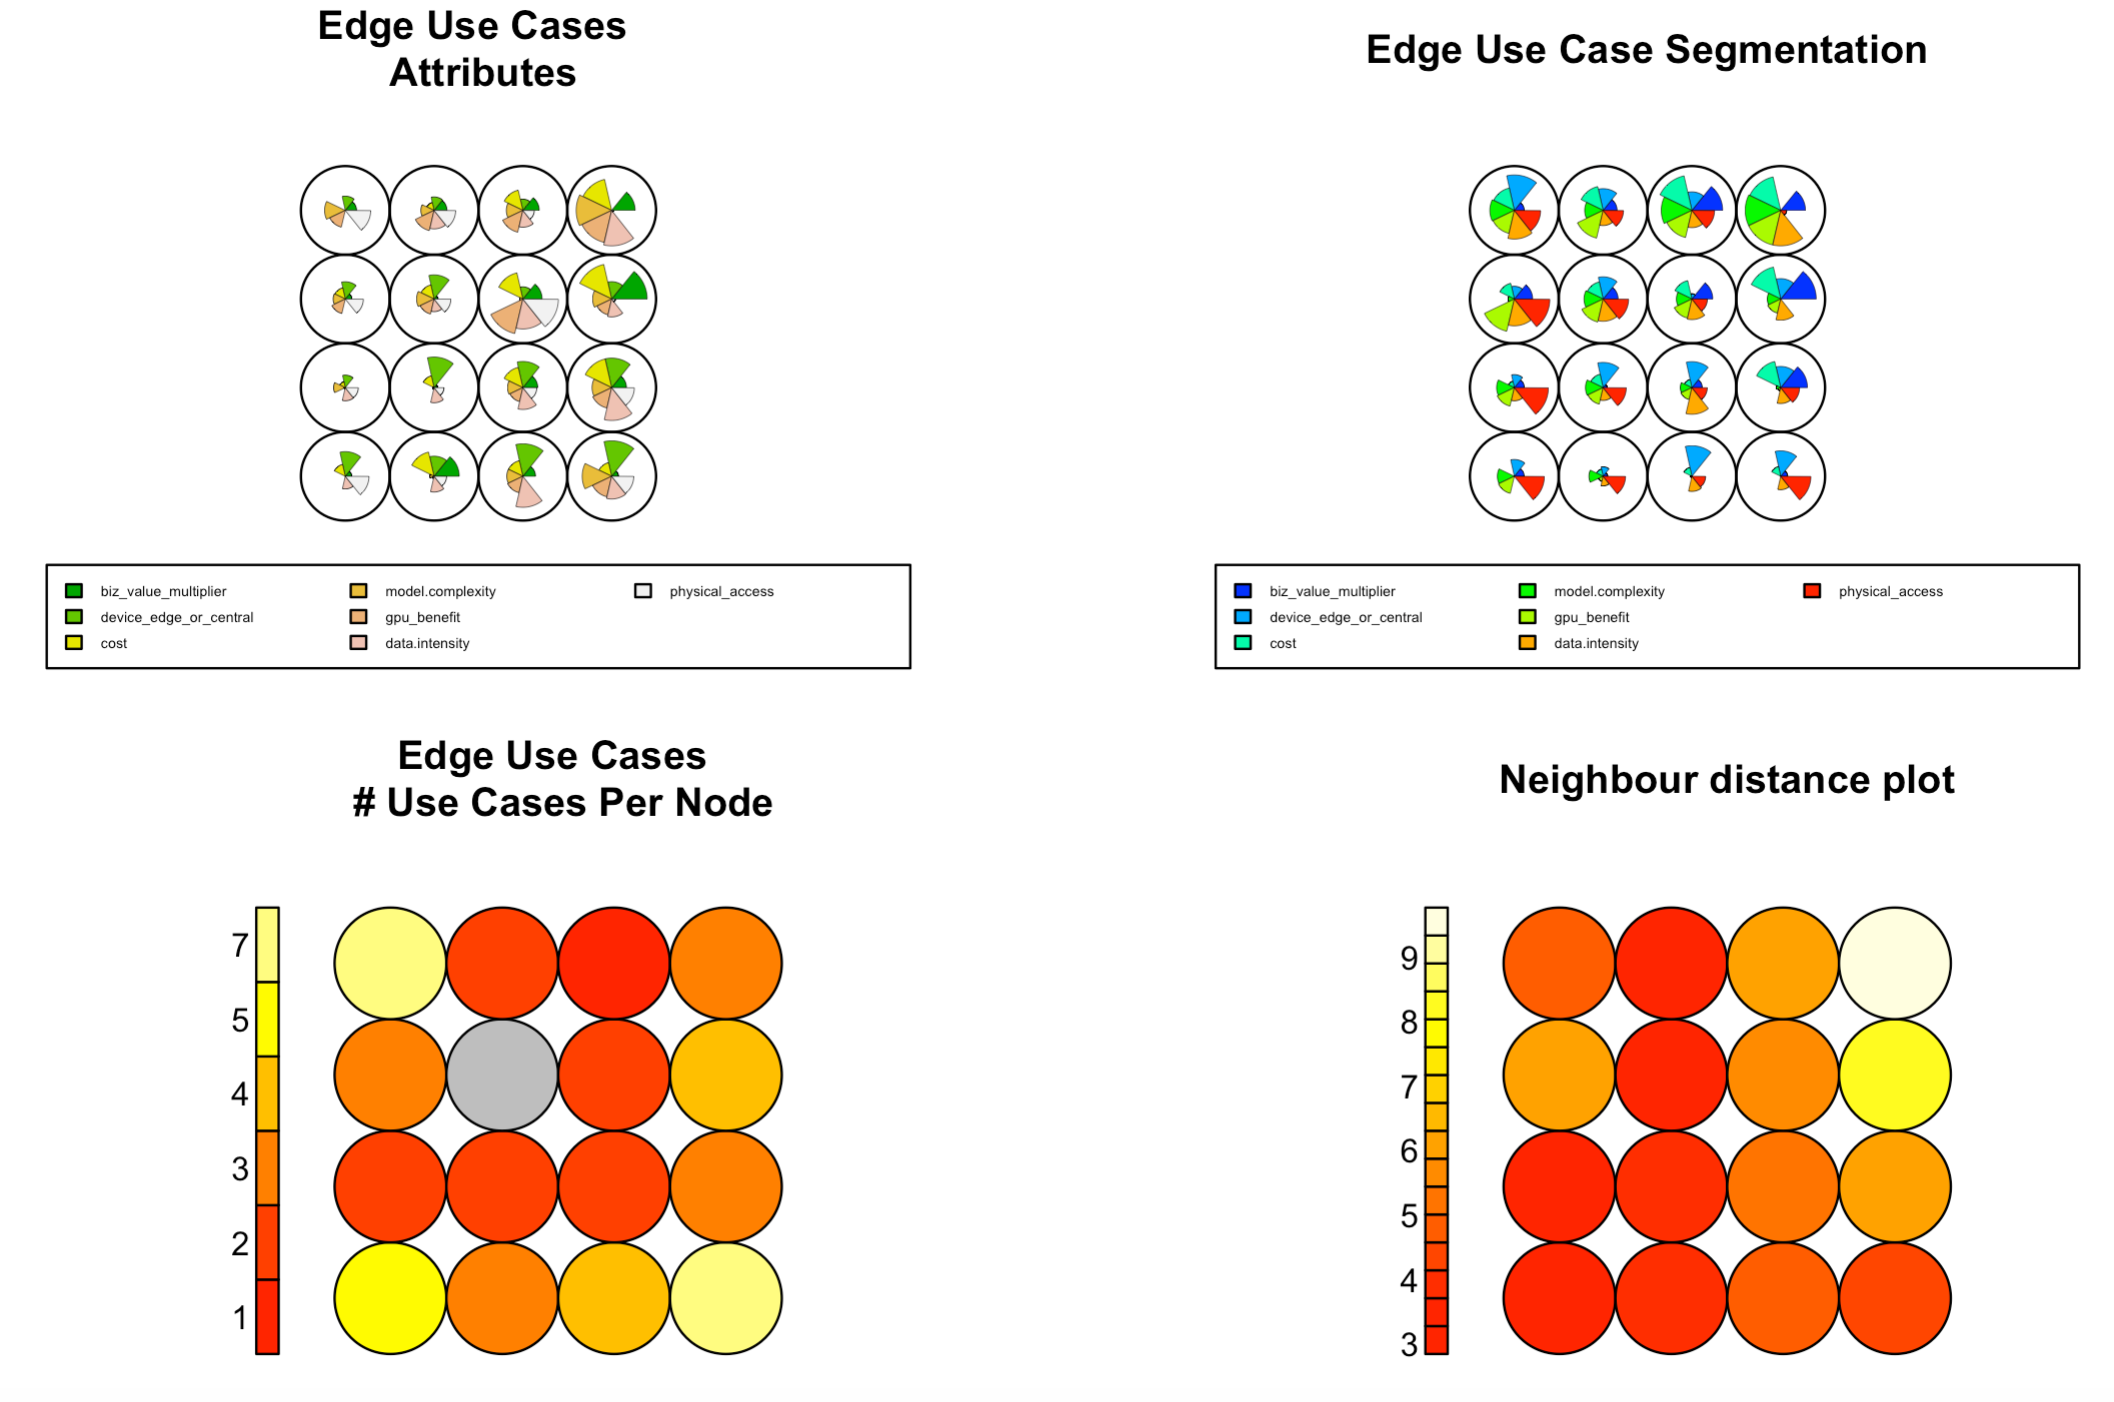 Edge Use Cases
Attributes
biz_value_multiplier
device_edge_or_central
cost
model.complexity
gpu_benefit
data.intensity
physical_access
Edge Use Case Segmentation
biz_value_multiplier
device_edge_or_central
cost
model.complexity
gpu_benefit
data.intensity
physical_access
Edge Use Cases
# Use Cases Per Node
7
5
4
3
2
1
Neighbour distance plot
9
8
7
6
5
4
3